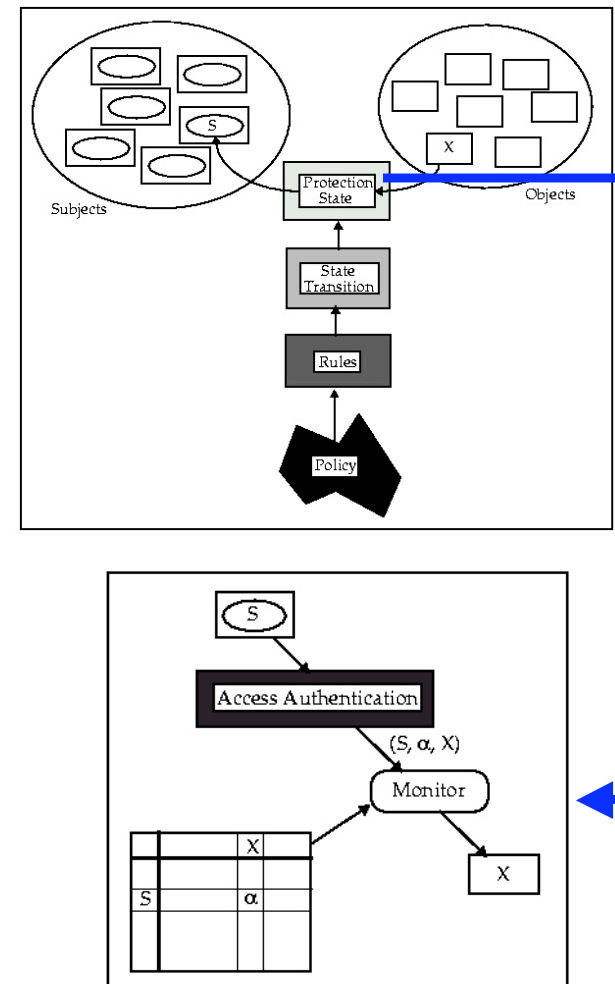 S
X
Protection
State
Subjects
Objects
State
Transition
Rules
Policy
S
Access Authentication
(S, α, X)
Monitor
X
X
S α